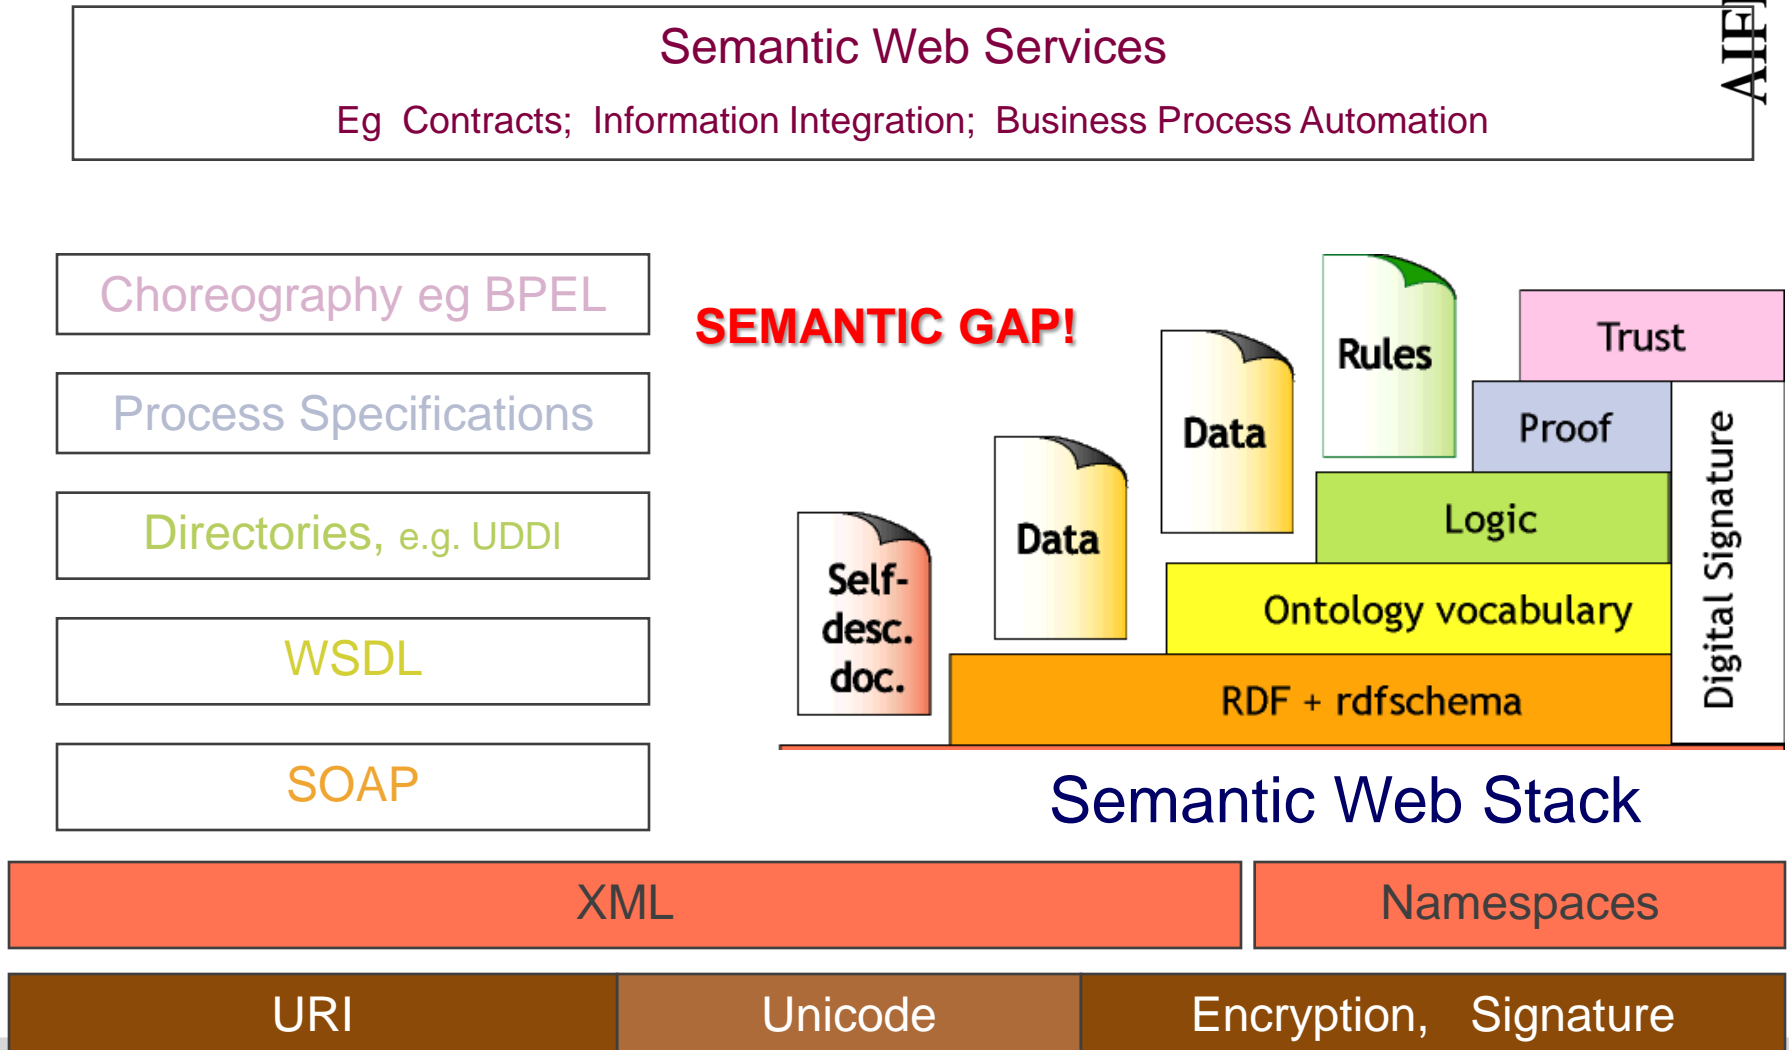 Semantic Web Services
Eg Contracts; Information Integration; Business Process Automation
Choreography eg BPEL
Process Specifications
Directories, e.g. UDDI
WSDL
SOAP
SEMANTIC GAP!
Self-
desc.
doc.
Data
Data
Rules
Trust
Proof
Logic
Ontology vocabulary
RDF + rdfschema
Digital Signature
Semantic Web Stack
XML
Namespaces
URI
Unicode
Encryption, Signature